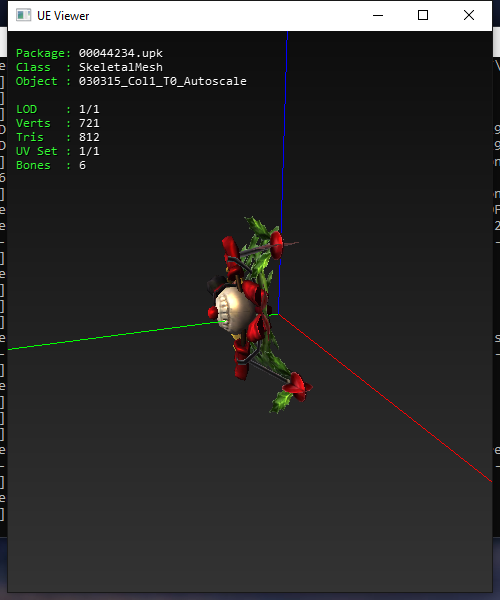 UE Viewer
Package: 00044234.upk
Class : SkeletalMesh
Object : 030315_Col1_T0_Autoscale
LOD : 1/1
Verts : 721
Tris : 812
UV Set : 1/1
Bones : 6